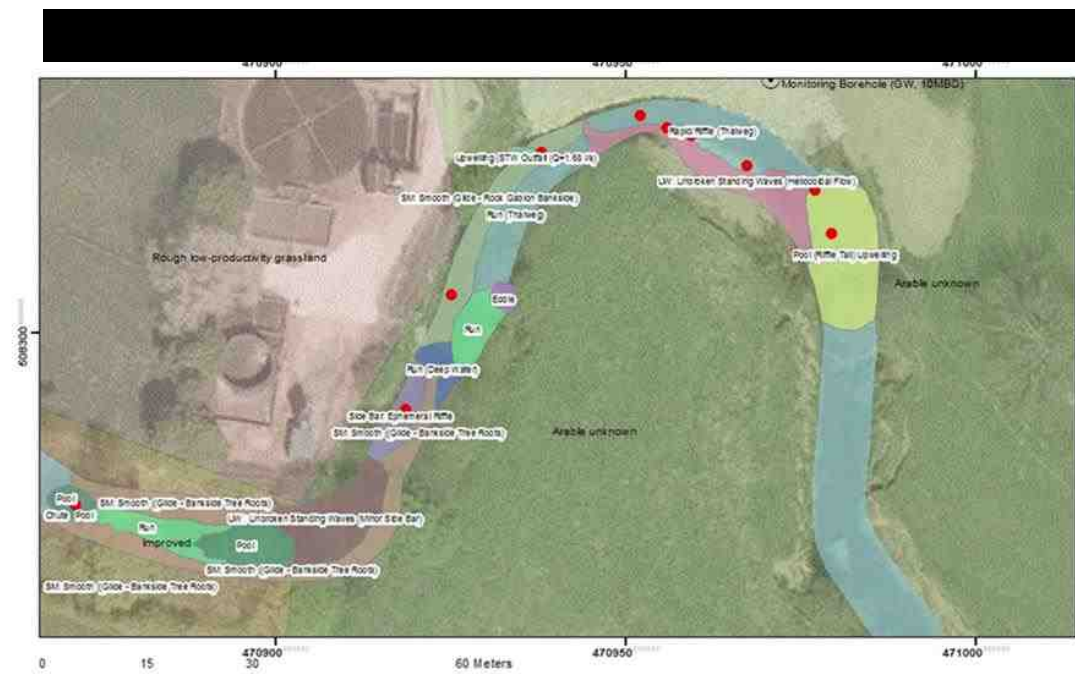 470900 470950 471000
Monitoring Borehole (GW, 10MBD)
Rapid Riffle (Thalweg)
Upwelling (STW Outfall (Q=1.68 l/s)
LW: Unbroken Standing Waves (Helicoidal Flow)
SM: Smooth (Glide - Rock Gabion Bankside)
Run (Thalweg)
Pool (Riffle Tail) Upwelling
Rough low-productivity grassland
Arable unknown
Eddie
Run
608300
Run (Deep Water)
Side Bar: Ephemeral Riffle
SM: Smooth (Glide - Bankside Tree Roots)
Arable unknown
Pool
SM: Smooth (Glide - Bankside Tree Roots)
Chute Pool
LW: Unbroken Standing Waves (Minor Side Bar)
Run
Improved
Pool
SM: Smooth (Glide - Bankside Tree Roots)
SM: Smooth (Glide - Bankside Tree Roots)
470900 470950 471000
0 15 30 60 Meters